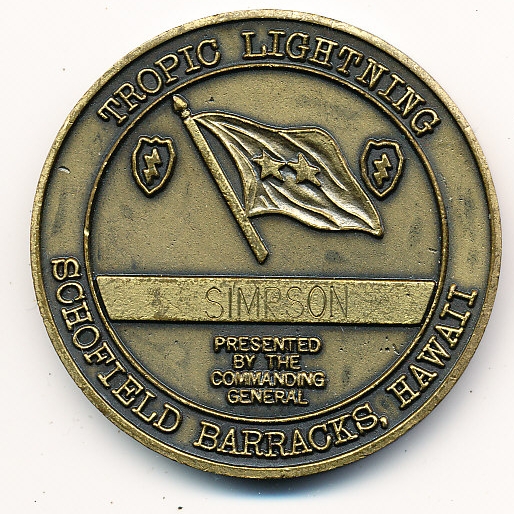 TROPIC LIGHTNING
SIMPSON
PRESENTED
BY THE
COMMANDING
GENERAL
SCHOFIELD BARRACKS, HAWAII